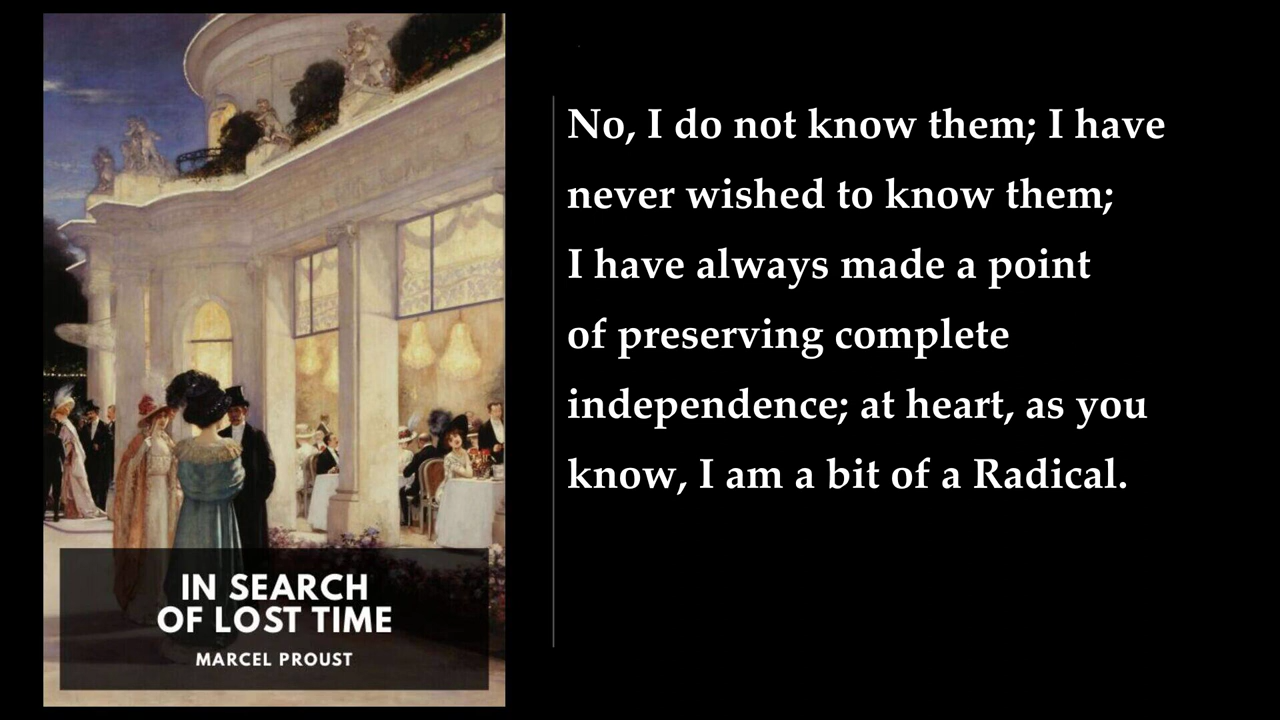 No, I do not know them; I have
never wished to know them;
I have always made a point
of preserving complete
independence; at heart, as you
know, I am a bit of a Radical.
IN SEARCH
OF LOST TIME
MARCEL PROUST